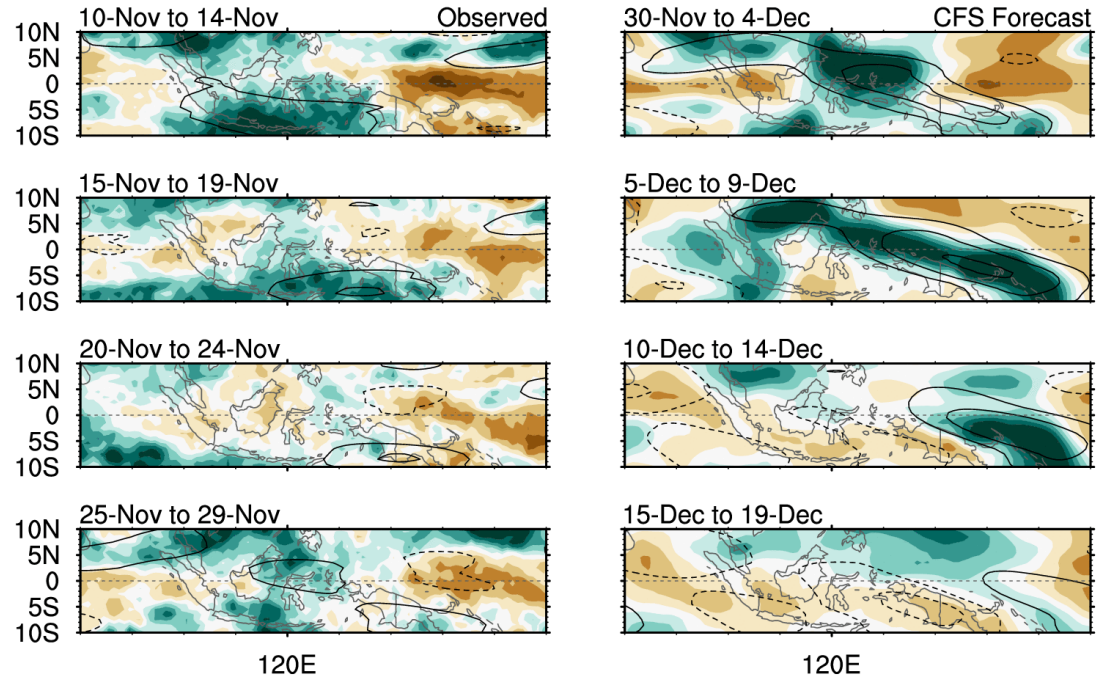 10-Nov to 14-Nov Observed
10N
5N
0
5S
10S
15-Nov to 19-Nov
10N
5N
0
5S
10S
20-Nov to 24-Nov
10N
5N
0
5S
10S
25-Nov to 29-Nov
10N
5N
0
5S
10S
120E
30-Nov to 4-Dec CFS Forecast
5-Dec to 9-Dec
10-Dec to 14-Dec
15-Dec to 19-Dec
120E